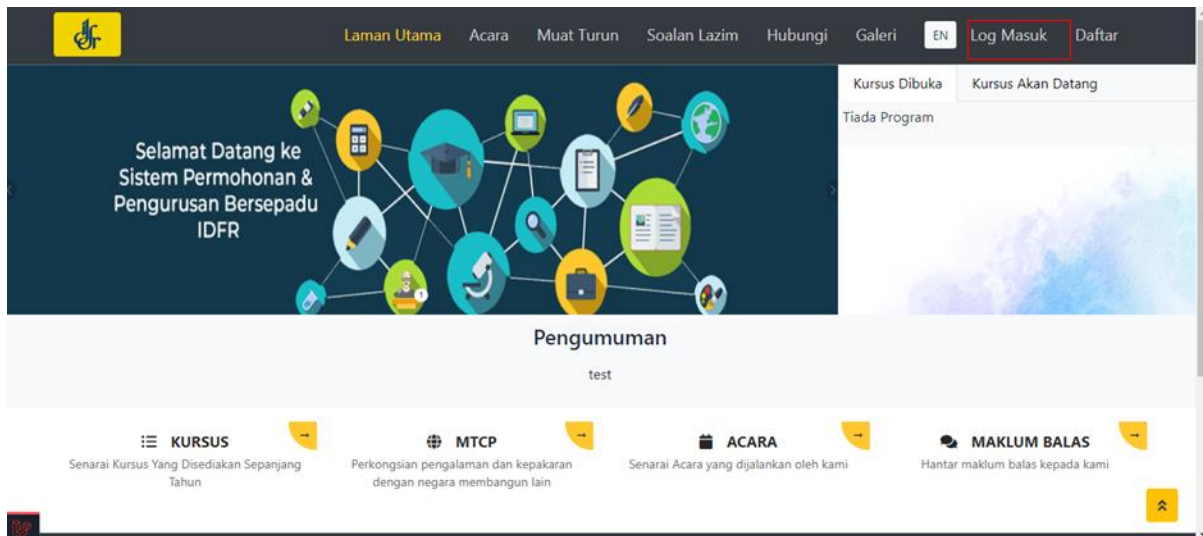 idfr
Laman Utama Acara Muat Turun Soalan Lazim Hubungi Galeri EN Log Masuk Daftar
Selamat Datang ke
Sistem Permohonan &
Pengurusan Bersepadu
IDFR
1
Kursus Dibuka Kursus Akan Datang
Tiada Program
Pengumuman
test
KURSUS
Senarai Kursus Yang Disediakan Sepanjang
Tahun
MTCP
Perkongsian pengalaman dan kepakaran
dengan negara membangun lain
ACARA
Senarai Acara yang dijalankan oleh kami
MAKLUM BALAS
Hantar maklum balas kepada kami